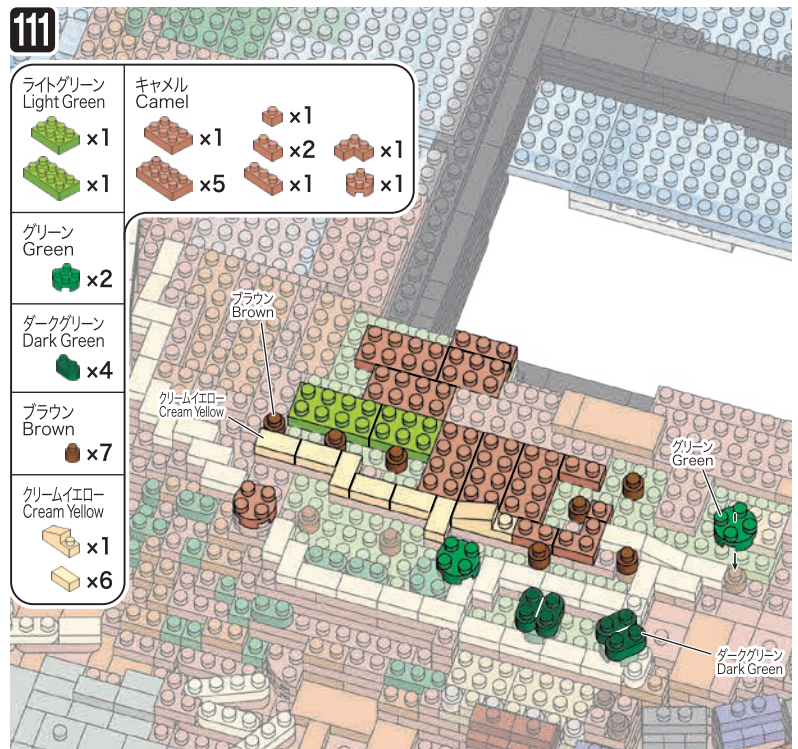 111
ライトグリーン
Light Green
×1
×1
キャメル
Camel
×1
×5
×1
×2
×1
×1
×1
グリーン
Green
×2
ダークグリーン
Dark Green
×4
ブラウン
Brown
×7
クリームイエロー
Cream Yellow
×1
×6
ブラウン
Brown
クリームイエロー
Cream Yellow
グリーン
Green
ダークグリーン
Dark Green